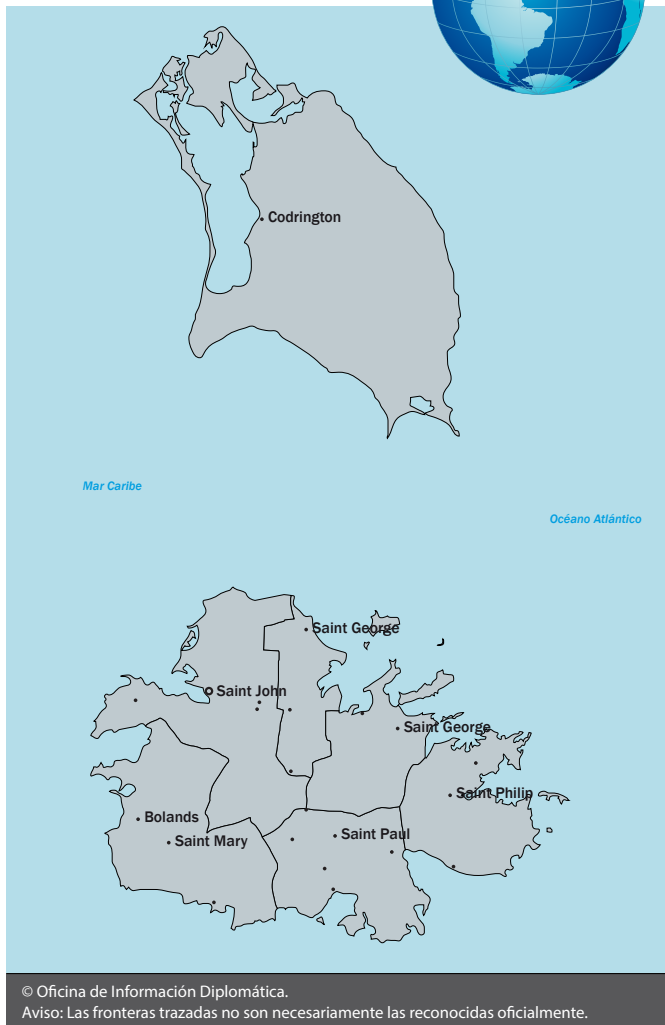 Codrington
Mar Caribe
Océano Atlántico
Saint George
Saint John
Saint George
Saint Philip
Bolands
Saint Paul
Saint Mary
© Oficina de Información Diplomática.
Aviso: Las fronteras trazadas no son necesariamente las reconocidas oficialmente.